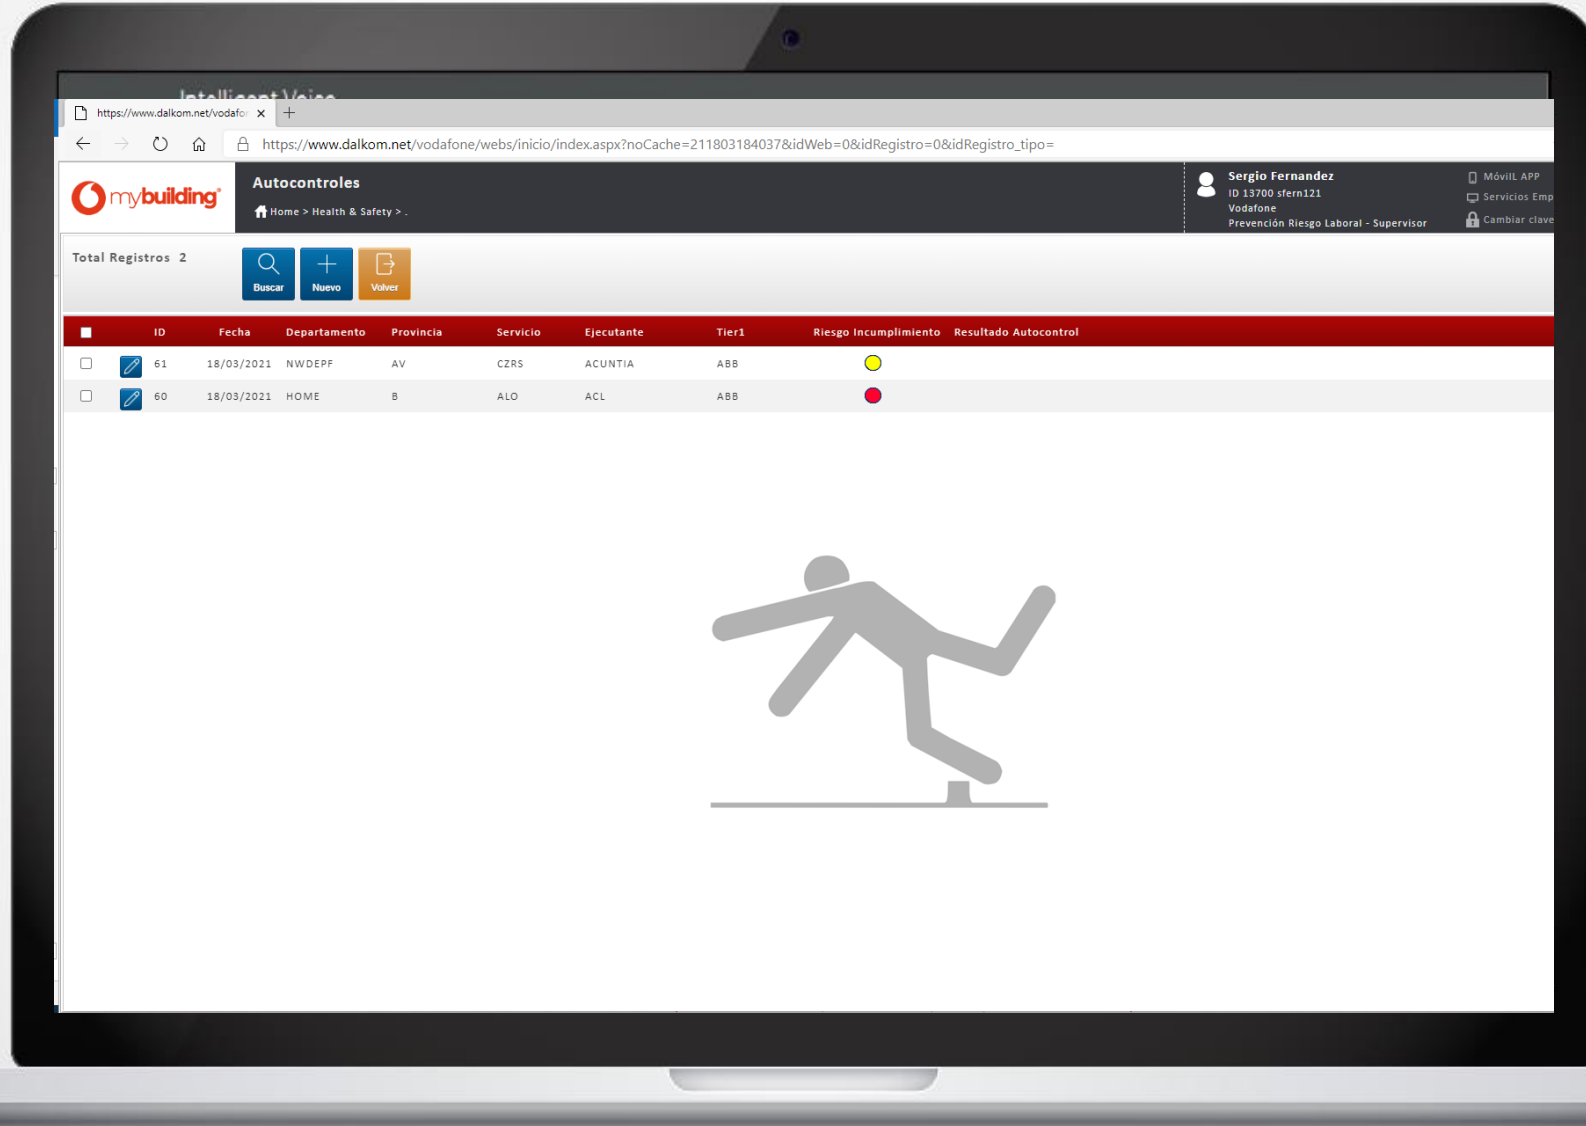 Intelligent Voice
https://www.dalkom.net/vodafor
https://www.dalkom.net/vodafone/webs/inicio/index.aspx?noCache=211803184037&idWeb=0&idRegistro=0&idRegistro_tipo=
mybuilding
Autocontroles
Home > Health & Safety > .
Sergio Fernandez
ID 13700 sfern121
Vodafone
Prevención Riesgo Laboral - Supervisor
MóvilL APP
Servicios Emp
Cambiar clave
Total Registros 2
Buscar
Nuevo
Volver
ID Fecha Departamento Provincia Servicio Ejecutante Tier1 Riesgo Incumplimiento Resultado Autocontrol
61 18/03/2021 NWDEPF AV CZRS ACUNTIA ABB
60 18/03/2021 HOME B ALO ACL ABB